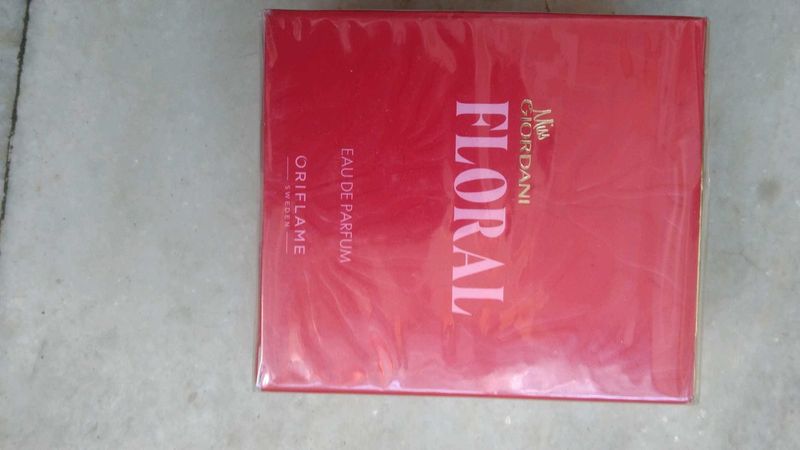 Miss
GIORDANI
FLORAL
EAU DE PARFUM
ORIFLAME
SWEDEN